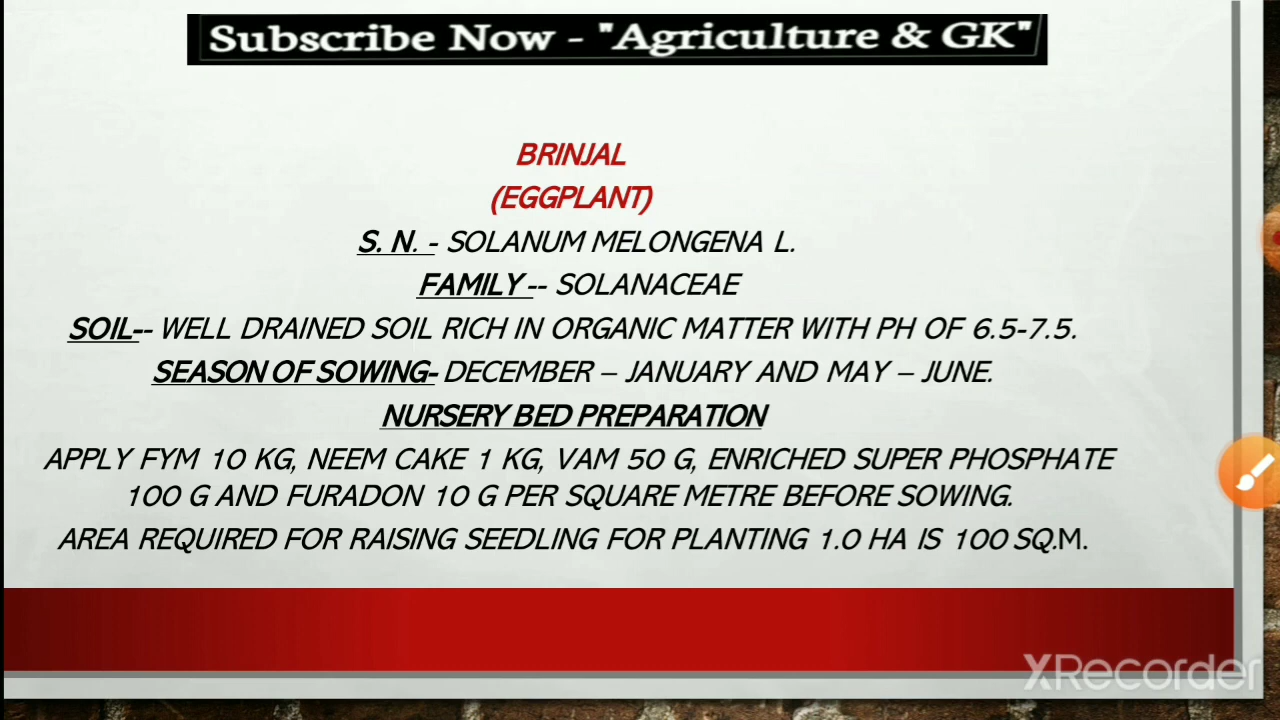 Subscribe Now - "Agriculture & GK"
BRINJAL
(EGGPLANT)
S. N. - SOLANUM MELONGENA L.
FAMILY -- SOLANACEAE
SOIL-- WELL DRAINED SOIL RICH IN ORGANIC MATTER WITH PH OF 6.5-7.5.
SEASON OF SOWING- DECEMBER – JANUARY AND MAY – JUNE.
NURSERY BED PREPARATION
APPLY FYM 10 KG, NEEM CAKE 1 KG, VAM 50 G, ENRICHED SUPER PHOSPHATE
100 G AND FURADON 10 G PER SQUARE METRE BEFORE SOWING.
AREA REQUIRED FOR RAISING SEEDLING FOR PLANTING 1.0 HA IS 100 SQ.M.
XRecorder